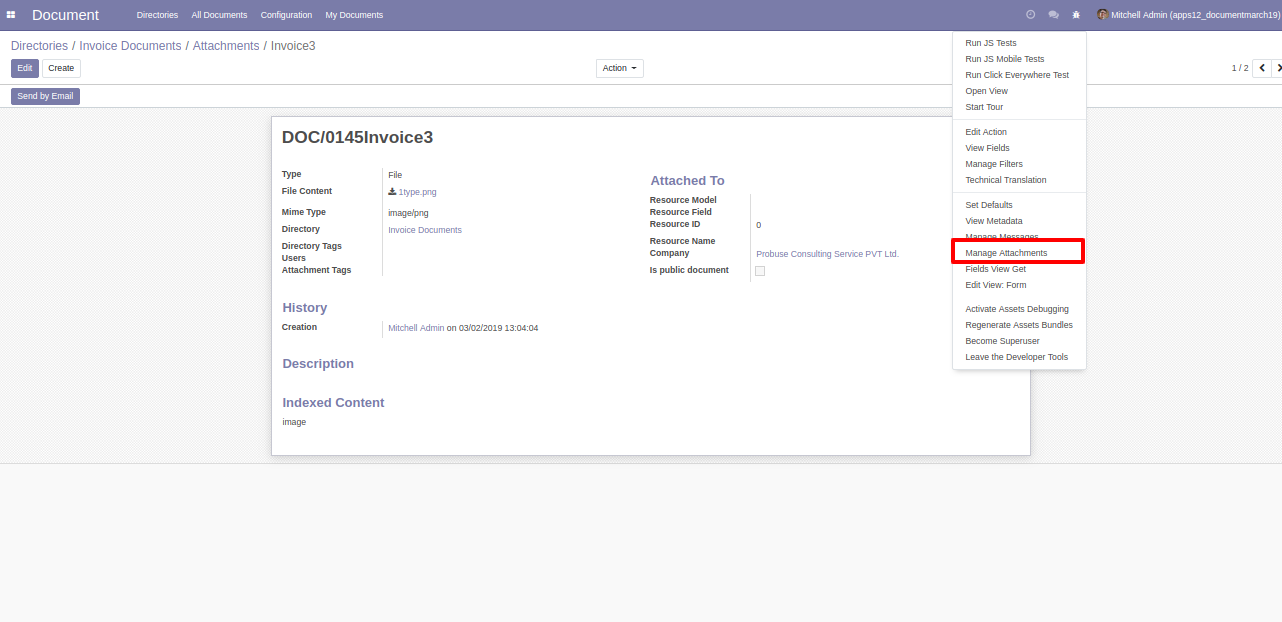 Document Directories All Documents Configuration My Documents Mitchell Admin (apps12_documentmarch19)
Directories / Invoice Documents / Attachments / Invoice3
Edit Create Action 1 / 2
Send by Email
Run JS Tests
Run JS Mobile Tests
Run Click Everywhere Test
Open View
Start Tour
Edit Action
View Fields
Manage Filters
Technical Translation
Set Defaults
View Metadata
Manage Messages
Manage Attachments
Fields View Get
Edit View: Form
Activate Assets Debugging
Regenerate Assets Bundles
Become Superuser
Leave the Developer Tools
DOC/0145Invoice3
Type File
File Content 1type.png
Mime Type image/png
Directory Invoice Documents
Directory Tags
Users
Attachment Tags
Attached To
Resource Model
Resource Field
Resource ID 0
Resource Name
Company Probuse Consulting Service PVT Ltd.
Is public document
History
Creation Mitchell Admin on 03/02/2019 13:04:04
Description
Indexed Content
image